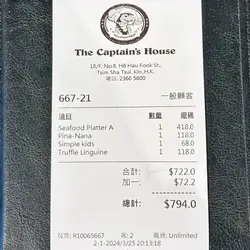 The Captain's House
18/F, No.8, H8 Hau Fook St.,
Tsim Sha Tsui, Kln,H.K.
電話: 2366 5600
667-21 一般顧客
項目 數量 總碼
Seafood Platter A 1 418.0
Pina-Nana 1 118.0
Simple kids 1 68.0
Truffle Linguine 1 118.0
合計: $722.0
加一: $72.2
總計: $794.0
R10065667 客: 2 Unlimited
2-1-2024/1/25 20:13:18